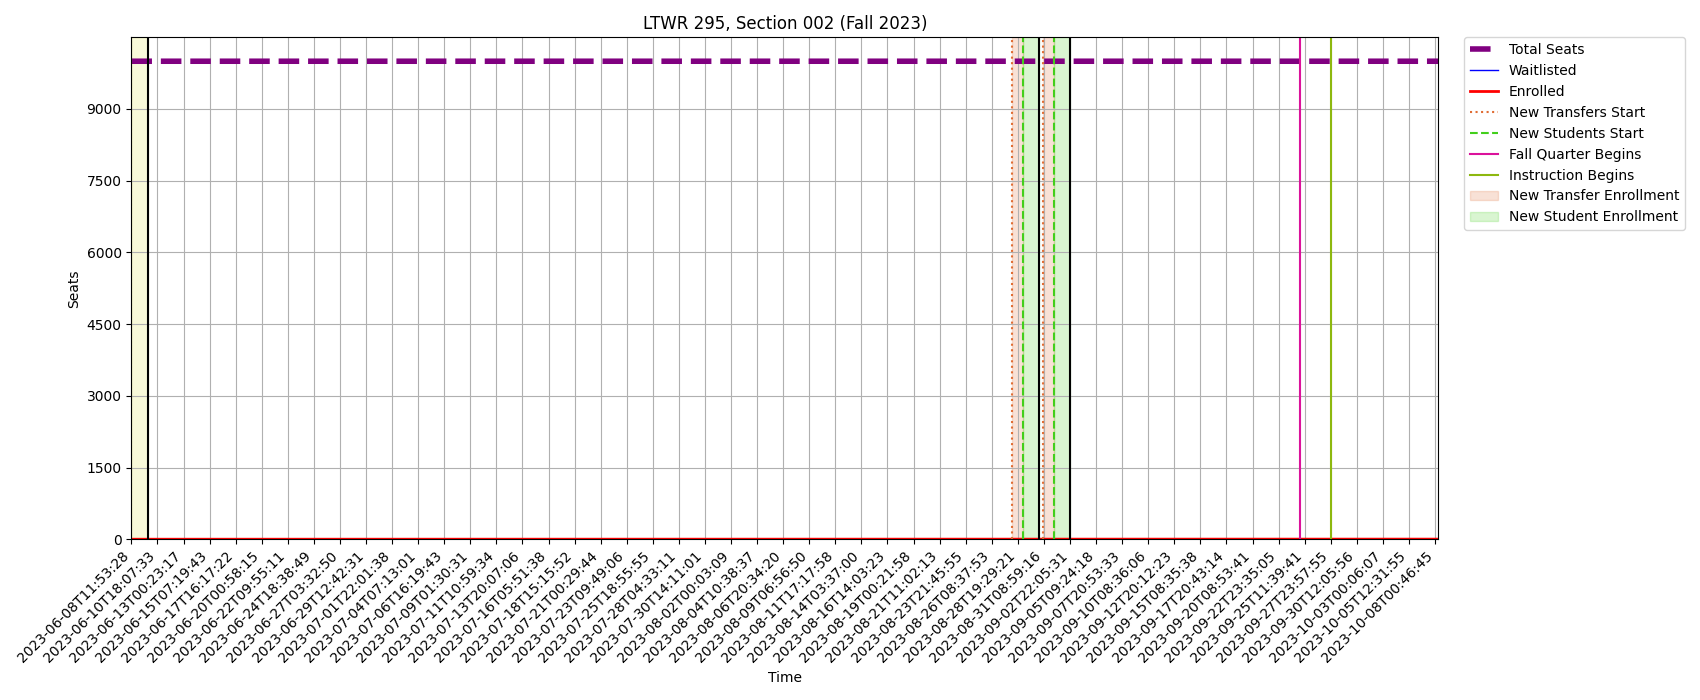 LTWR 295, Section 002 (Fall 2023)
Total Seats
Waitlisted
Enrolled
New Transfers Start
New Students Start
Fall Quarter Begins
Instruction Begins
New Transfer Enrollment
New Student Enrollment
Seats
9000
7500
6000
4500
3000
1500
0
2023-06-08T11:53:28
2023-06-10T18:07:33
2023-06-13T00:23:17
2023-06-15T07:19:43
2023-06-17T16:17:22
2023-06-20T00:58:15
2023-06-22T09:55:11
2023-06-24T18:38:49
2023-06-27T03:32:50
2023-06-29T12:42:31
2023-07-01T22:01:38
2023-07-04T07:13:01
2023-07-06T16:19:43
2023-07-09T01:30:31
2023-07-11T10:59:34
2023-07-13T20:07:06
2023-07-16T05:51:38
2023-07-18T15:15:52
2023-07-21T00:29:44
2023-07-23T09:49:06
2023-07-25T18:55:55
2023-07-28T04:33:11
2023-07-30T14:11:01
2023-08-02T00:03:09
2023-08-04T10:38:37
2023-08-06T20:34:20
2023-08-09T06:56:50
2023-08-11T17:17:58
2023-08-14T03:37:00
2023-08-16T14:03:23
2023-08-19T00:21:58
2023-08-21T11:02:13
2023-08-23T21:45:55
2023-08-26T08:37:53
2023-08-28T19:29:21
2023-08-31T08:59:16
2023-09-02T22:05:31
2023-09-05T09:24:18
2023-09-07T20:53:33
2023-09-10T08:36:06
2023-09-12T20:12:23
2023-09-15T08:35:38
2023-09-17T20:43:14
2023-09-20T08:53:41
2023-09-22T22:35:05
2023-09-25T11:39:41
2023-09-27T23:57:55
2023-09-30T12:05:56
2023-10-03T00:06:07
2023-10-05T12:31:55
2023-10-08T00:46:45
Time